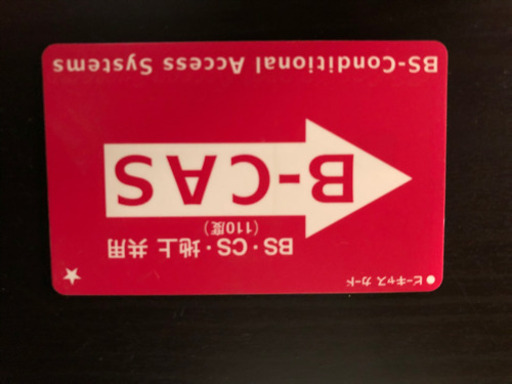 ●ビーキャス カード
★
BS・CS・地上 共用
（110度）
B-CAS
BS-Conditional Access Systems